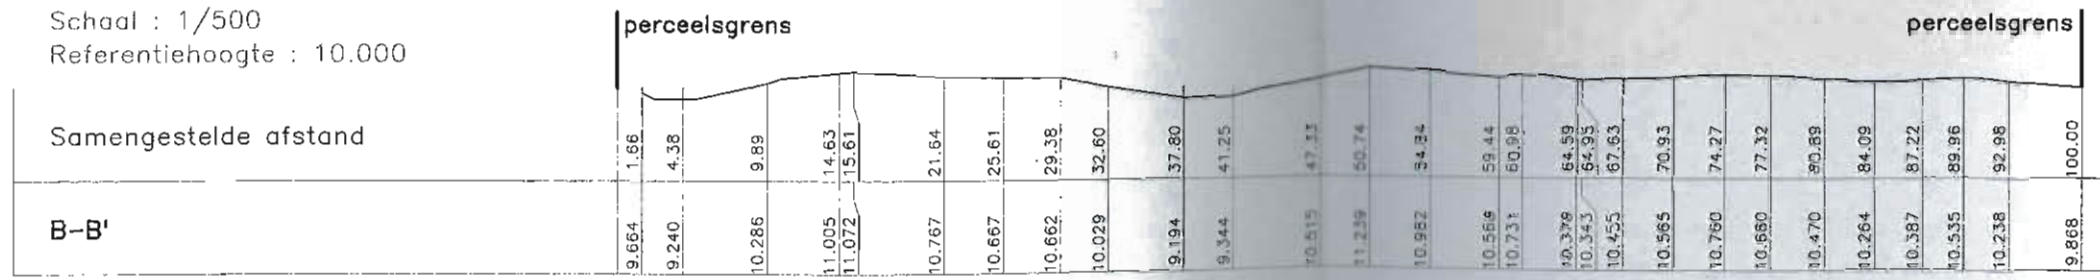 Schaal : 1/500
Referentiehoogte : 10.000
perceelsgrens
perceelsgrens
Samengestelde afstand
1.66 4.38 9.89 14.63 15.61 21.64 25.61 29.38 32.60 37.80 41.25 47.33 50.74 54.84 59.44 60.98 64.59 64.95 67.63 70.93 74.27 77.32 80.89 84.09 87.22 89.96 92.98 100.00
B-B'
9.664 9.240 10.286 11.005 11.072 10.767 10.667 10.662 10.029 9.194 9.344 11.239 10.982 10.569 10.731 10.378 10.343 10.455 10.565 10.760 10.660 10.470 10.264 10.387 10.535 10.238 9.868